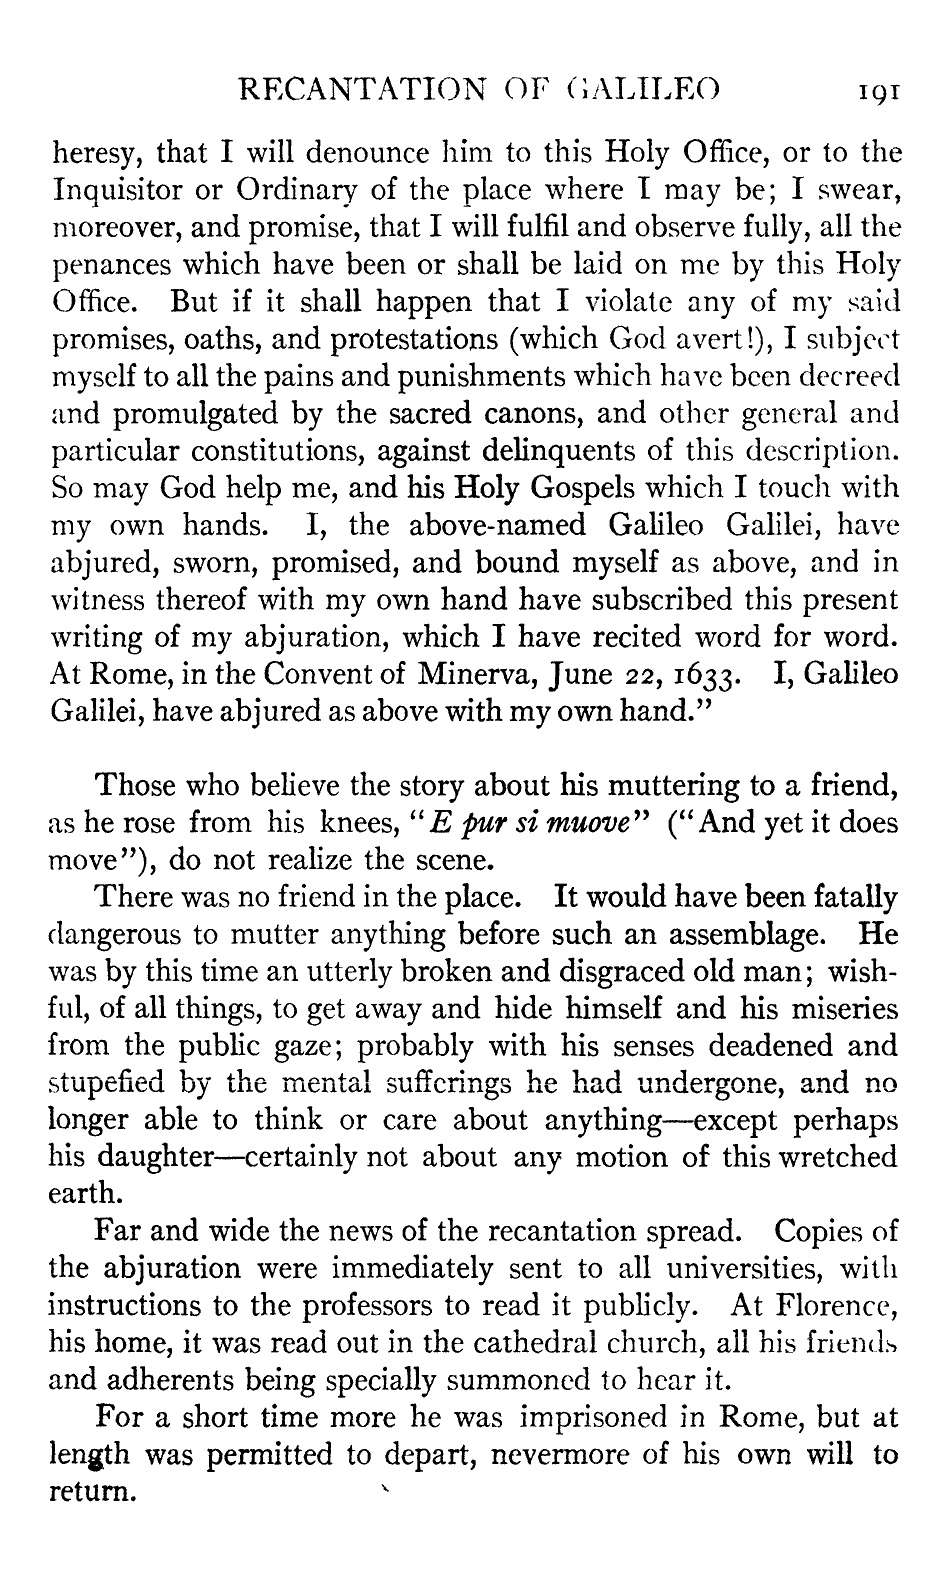 RECANTATION OF GALILEO 191
heresy, that I will denounce him to this Holy Office, or to the
Inquisitor or Ordinary of the place where I may be; I swear,
moreover, and promise, that I will fulfil and observe fully, all the
penances which have been or shall be laid on me by this Holy
Office. But if it shall happen that I violate any of my said
promises, oaths, and protestations (which God avert!), I subject
myself to all the pains and punishments which have been decreed
and promulgated by the sacred canons, and other general and
particular constitutions, against delinquents of this description.
So may God help me, and his Holy Gospels which I touch with
my own hands. I, the above-named Galileo Galilei, have
abjured, sworn, promised, and bound myself as above, and in
witness thereof with my own hand have subscribed this present
writing of my abjuration, which I have recited word for word.
At Rome, in the Convent of Minerva, June 22, 1633. I, Galileo
Galilei, have abjured as above with my own hand.”
Those who believe the story about his muttering to a friend,
as he rose from his knees, “E pur si muove” (“And yet it does
move”), do not realize the scene.
There was no friend in the place. It would have been fatally
dangerous to mutter anything before such an assemblage. He
was by this time an utterly broken and disgraced old man; wish-
ful, of all things, to get away and hide himself and his miseries
from the public gaze; probably with his senses deadened and
stupefied by the mental sufferings he had undergone, and no
longer able to think or care about anything—except perhaps
his daughter—certainly not about any motion of this wretched
earth.
Far and wide the news of the recantation spread. Copies of
the abjuration were immediately sent to all universities, with
instructions to the professors to read it publicly. At Florence,
his home, it was read out in the cathedral church, all his friends
and adherents being specially summoned to hear it.
For a short time more he was imprisoned in Rome, but at
length was permitted to depart, nevermore of his own will to
return.